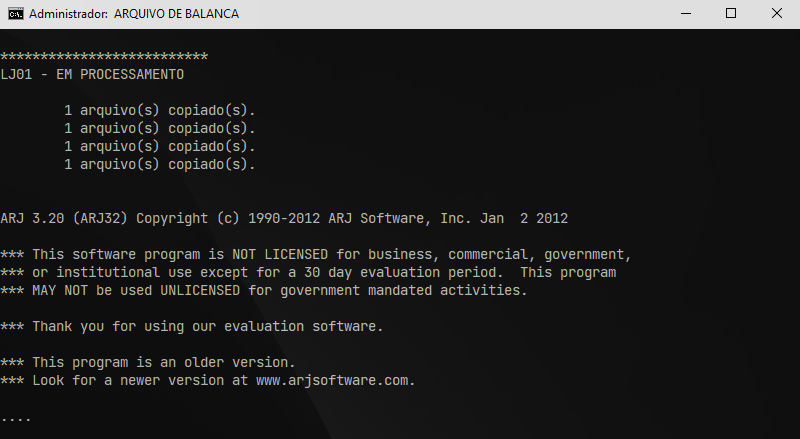 Administrador: ARQUIVO DE BALANCA
**************************
LJ01 - EM PROCESSAMENTO
1 arquivo(s) copiado(s).
1 arquivo(s) copiado(s).
1 arquivo(s) copiado(s).
1 arquivo(s) copiado(s).
ARJ 3.20 (ARJ32) Copyright (c) 1990-2012 ARJ Software, Inc. Jan  2 2012
*** This software program is NOT LICENSED for business, commercial, government,
*** or institutional use except for a 30 day evaluation period.  This program
*** MAY NOT be used UNLICENSED for government mandated activities.
*** Thank you for using our evaluation software.
*** This program is an older version.
*** Look for a newer version at www.arjsoftware.com.
....